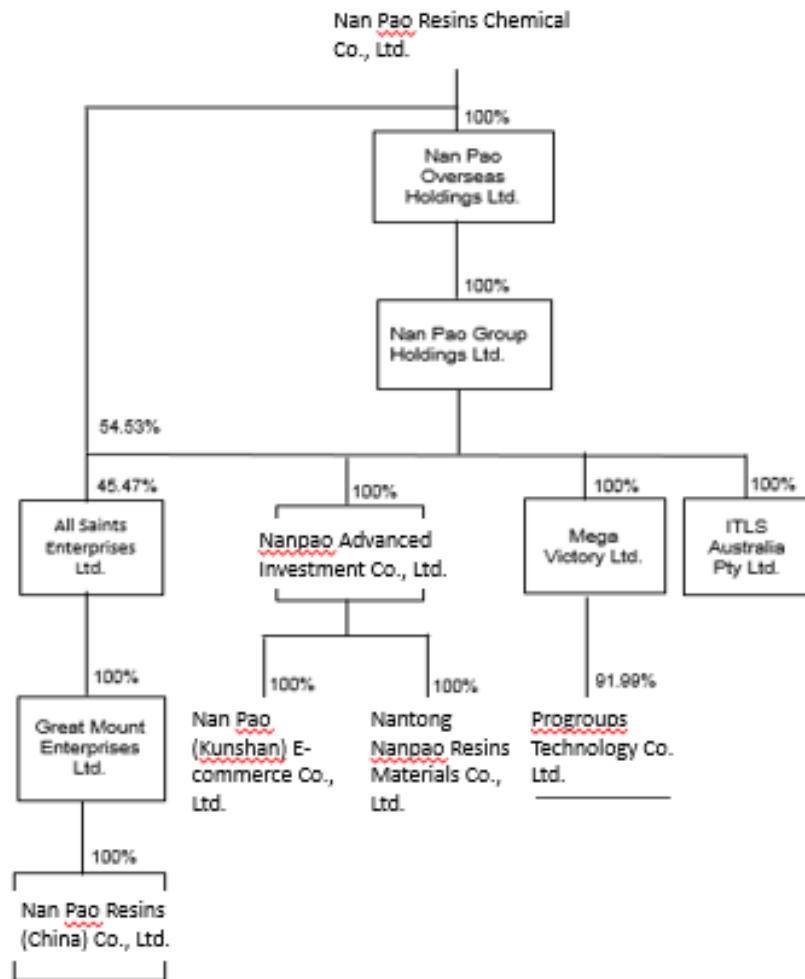 Nan Pao Resins Chemical
Co., Ltd.
100%
Nan Pao
Overseas
Holdings Ltd.
100%
Nan Pao Group
Holdings Ltd.
54.53%
45.47%
100%
100%
100%
All Saints
Enterprises
Ltd.
Nanpao Advanced
Investment Co., Ltd.
Mega
Victory Ltd.
ITLS
Australia
Pty Ltd.
100%
100%
100%
91.99%
Great Mount
Enterprises
Ltd.
Nan Pao
(Kunshan) E-
commerce Co.,
Ltd.
Nantong
Nanpao Resins
Materials Co.,
Ltd.
Progroups
Technology Co.
Ltd.
100%
Nan Pao Resins
(China) Co., Ltd.